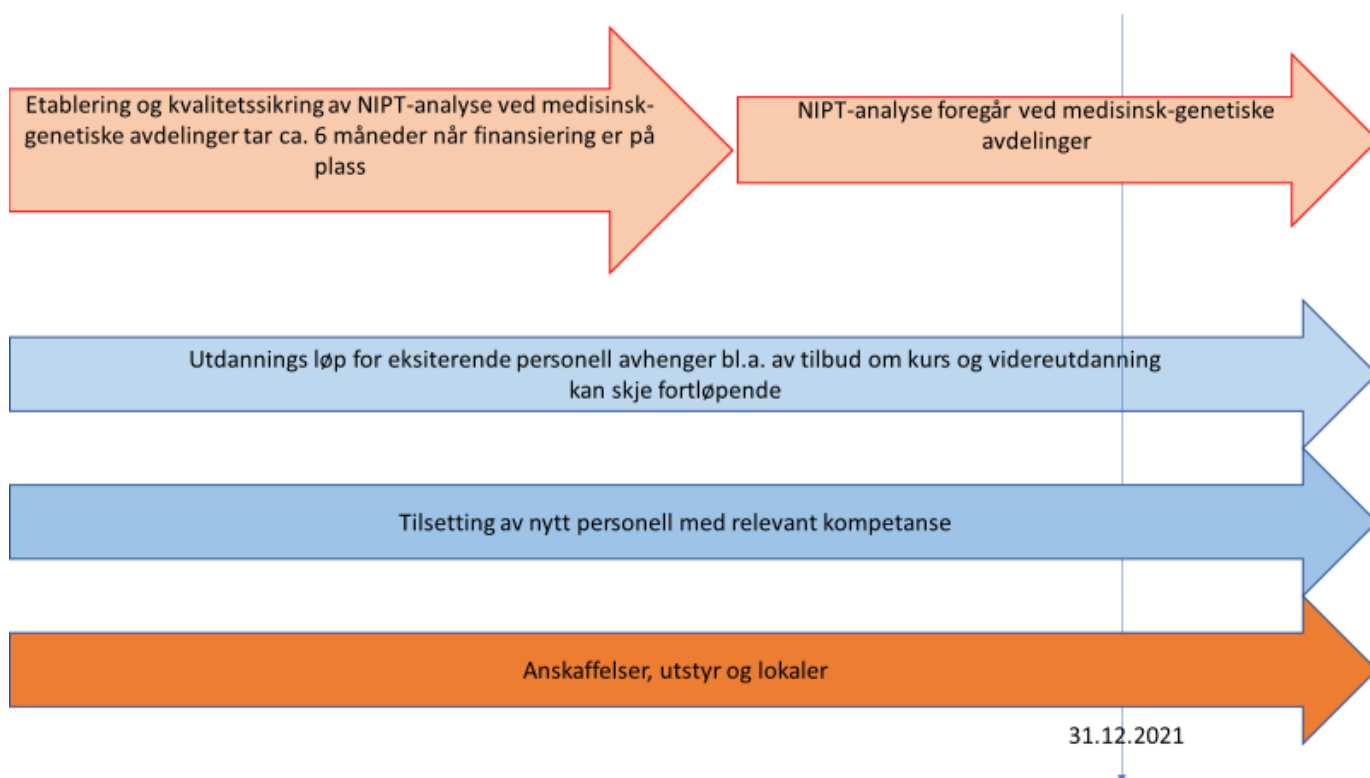 Etablering og kvalitetssikring av NIPT-analyse ved medisinsk-
genetiske avdelinger tar ca. 6 måneder når finansiering er på
plass
NIPT-analyse foregår ved medisinsk-genetiske
avdelinger
Utdannings løp for eksiterende personell avhenger bl.a. av tilbud om kurs og videreutdanning
kan skje fortløpende
Tilsetting av nytt personell med relevant kompetanse
Anskaffelser, utstyr og lokaler
31.12.2021